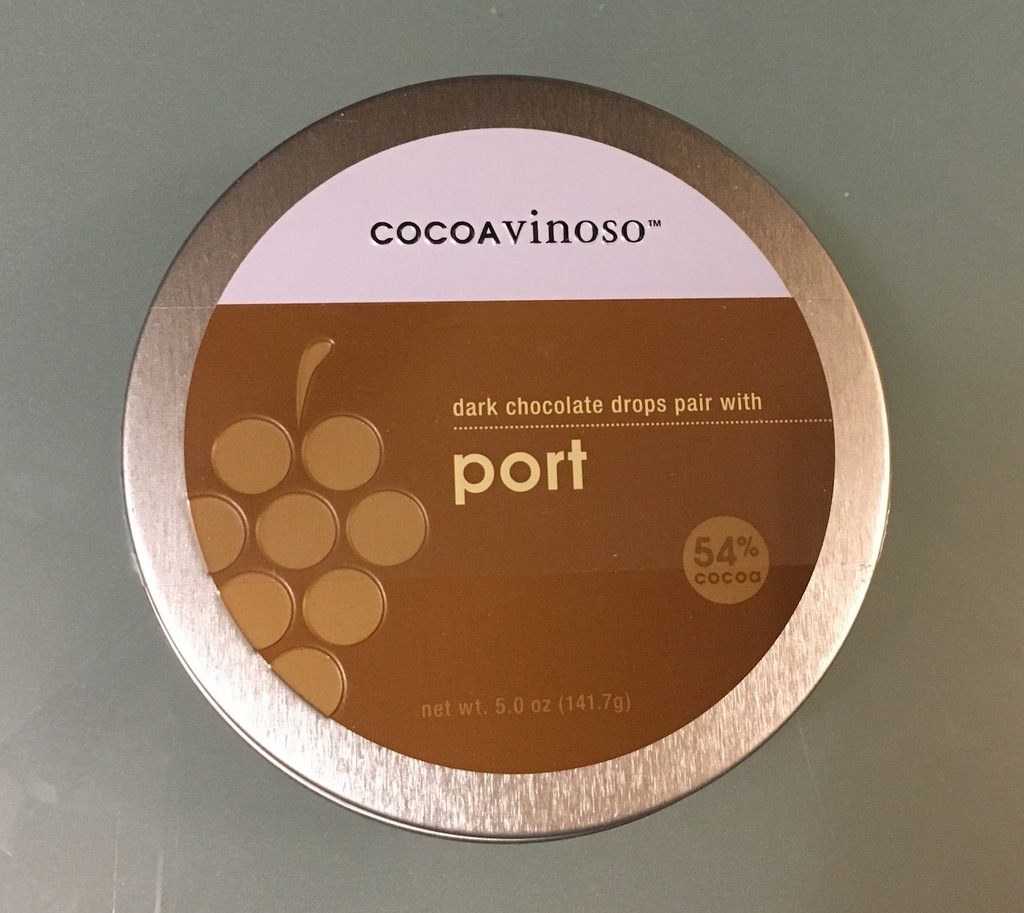 COCOAvinoso™
dark chocolate drops pair with
port
54%
cocoa
net wt. 5.0 oz (141.7g)